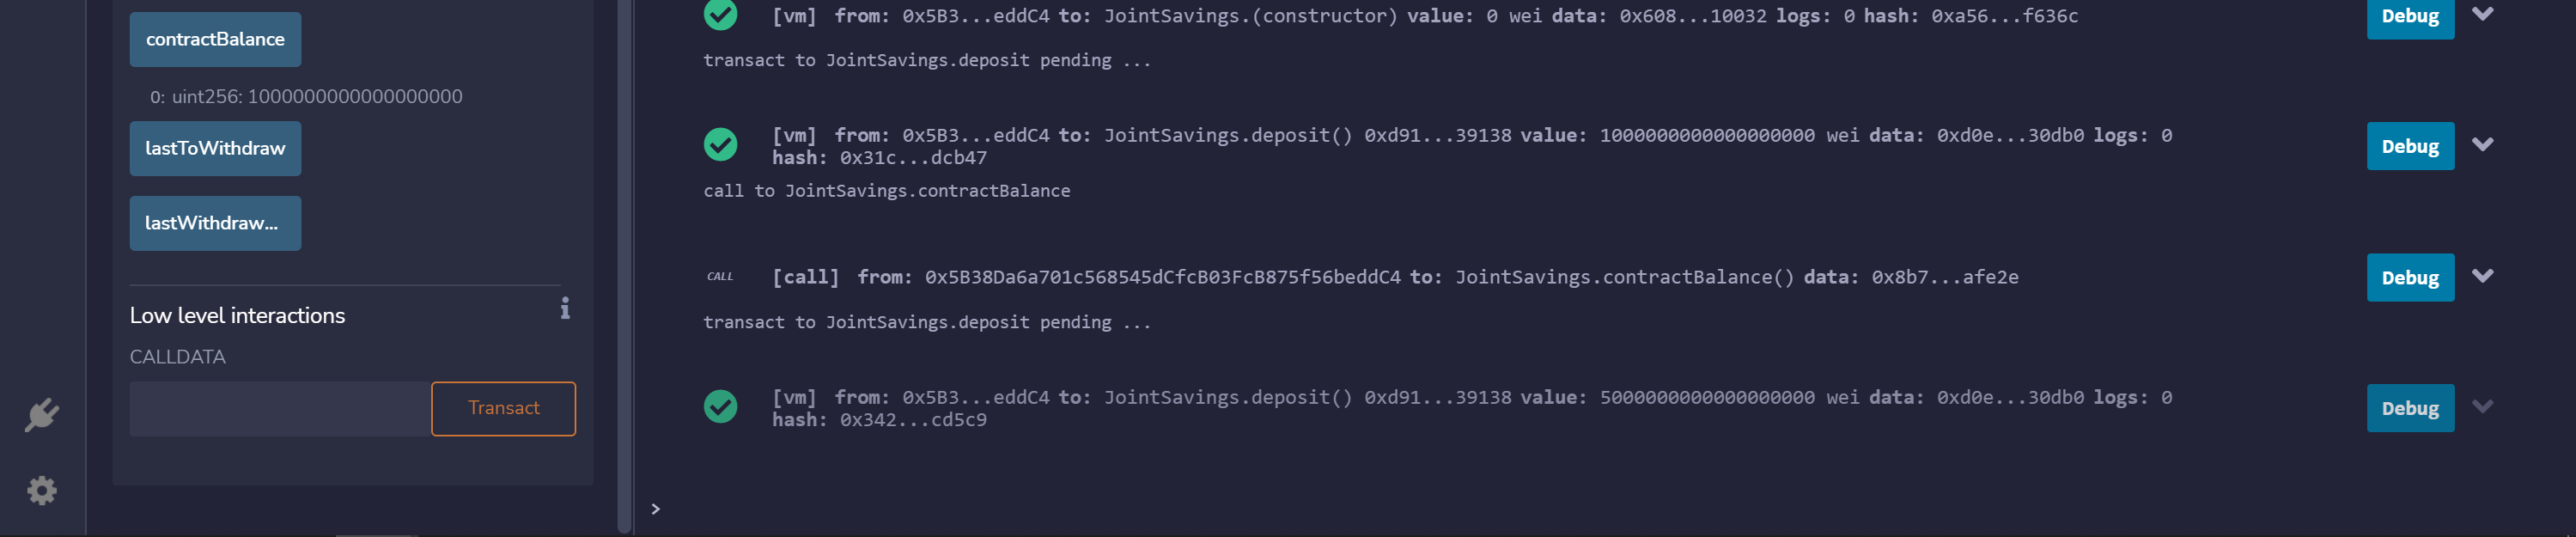 contractBalance
0: uint256: 1000000000000000000
lastToWithdraw
lastWithdraw...
Low level interactions
CALLDATA
Transact
[vm] from: 0x5B3...eddC4 to: JointSavings.(constructor) value: 0 wei data: 0x608...10032 logs: 0 hash: 0xa56...f636c
Debug
transact to JointSavings.deposit pending ...
[vm] from: 0x5B3...eddC4 to: JointSavings.deposit() 0xd91...39138 value: 1000000000000000000 wei data: 0xd0e...30db0 logs: 0
hash: 0x31c...dcb47
Debug
call to JointSavings.contractBalance
CALL
[call] from: 0x5B38Da6a701c568545dCfcB03FcB875f56beddC4 to: JointSavings.contractBalance() data: 0x8b7...afe2e
Debug
transact to JointSavings.deposit pending ...
[vm] from: 0x5B3...eddC4 to: JointSavings.deposit() 0xd91...39138 value: 5000000000000000000 wei data: 0xd0e...30db0 logs: 0
hash: 0x342...cd5c9
Debug
>